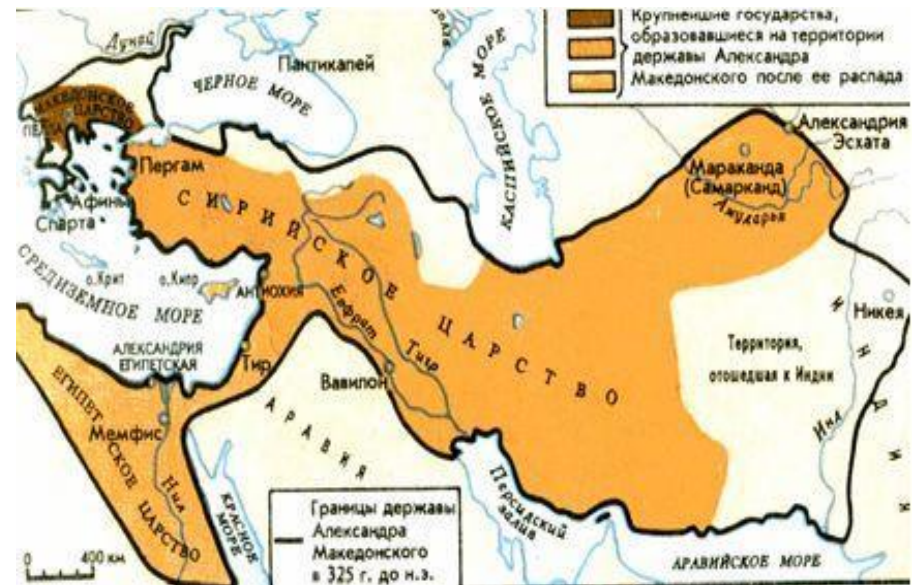 Крупнейшие государства,
образовавшиеся на территории
державы Александра
Македонского после ее распада
Дунай
Пантикапей
ЧЕРНОЕ МОРЕ
КАСПИЙСКОЕ МОРЕ
МАКЕДОНСКОЕ
ЦАРСТВО
ПЕЛЛА
Пергам
Афины
Спарта
Александрия
Эсхата
Мараканда
(Самарканд)
Амударья
СИРИЙСКОЕ ЦАРСТВО
СРЕДИЗЕМНОЕ МОРЕ
о.Крит
о.Кипр
АНТИОХИЯ
Евфрат
Тигр
Тир
Вавилон
АЛЕКСАНДРИЯ
ЕГИПЕТСКАЯ
Мемфис
ЕГИПЕТСКОЕ ЦАРСТВО
Нил
АРАВИЯ
КРАСНОЕ
МОРЕ
Персидский
залив
АРАВИЙСКОЕ МОРЕ
Территория,
отошедшая к Индии
Никея
Инд
ИНДИЯ
Границы державы
Александра
Македонского
в 325 г. до н.э.
0 400 км